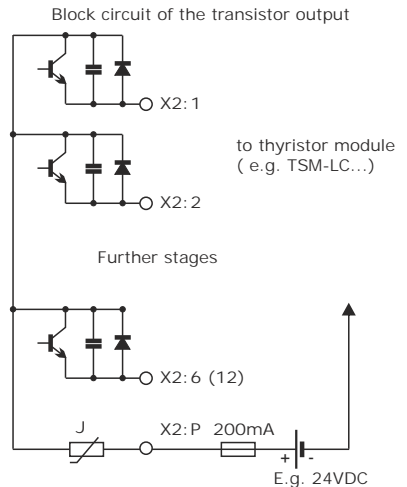 Block circuit of the transistor output
X2:1
to thyristor module
( e.g. TSM-LC...)
X2:2
Further stages
X2:6 (12)
J
X2:P 200mA
+ -
E.g. 24VDC